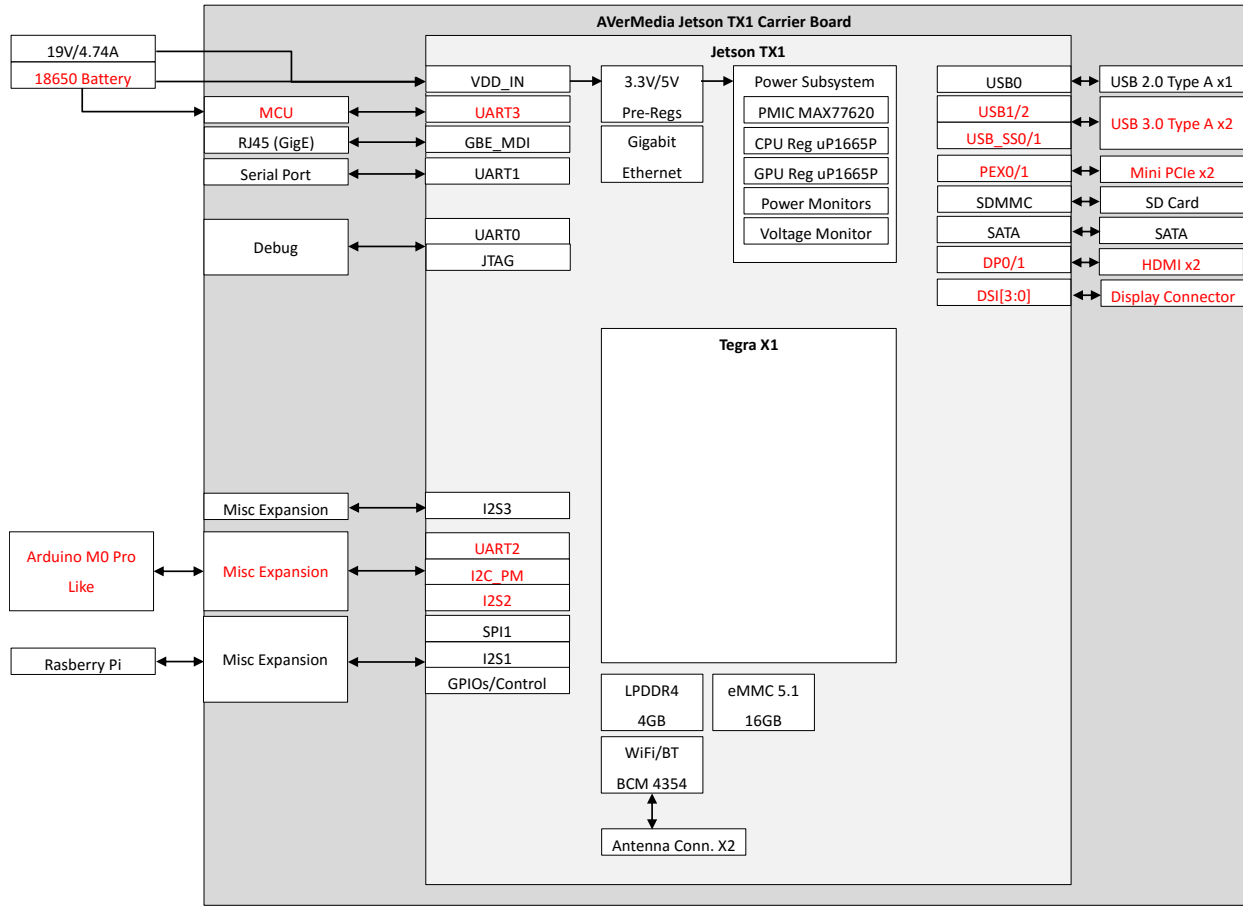 AVerMedia Jetson TX1 Carrier Board
19V/4.74A
18650 Battery
Jetson TX1
VDD_IN
3.3V/5V
Pre-Regs
Power Subsystem
PMIC MAX77620
CPU Reg uP1665P
GPU Reg uP1665P
Power Monitors
Voltage Monitor
MCU
UART3
RJ45 (GigE)
GBE_MDI
Gigabit
Ethernet
Serial Port
UART1
Debug
UART0
JTAG
USB0
USB 2.0 Type A x1
USB1/2
USB_SS0/1
USB 3.0 Type A x2
PEX0/1
Mini PCIe x2
SDMMC
SD Card
SATA
SATA
DP0/1
HDMI x2
DSI[3:0]
Display Connector
Tegra X1
Misc Expansion
I2S3
Arduino M0 Pro
Like
Misc Expansion
UART2
I2C_PM
I2S2
Rasberry Pi
Misc Expansion
SPI1
I2S1
GPIOs/Control
LPDDR4
4GB
eMMC 5.1
16GB
WiFi/BT
BCM 4354
Antenna Conn. X2